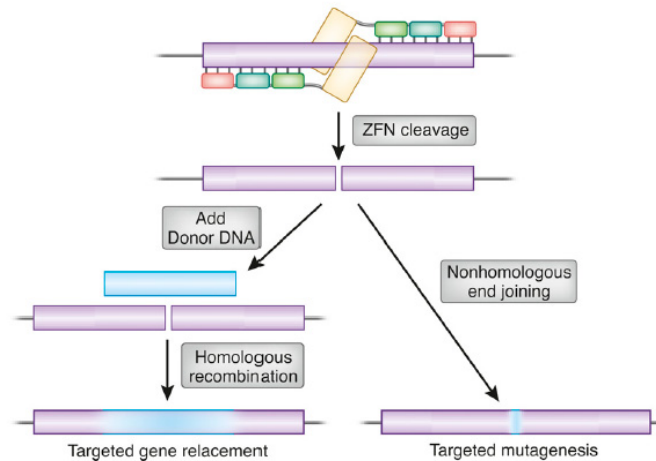 ZFN cleavage
Add
Donor DNA
Nonhomologous
end joining
Homologous
recombination
Targeted gene relacement
Targeted mutagenesis